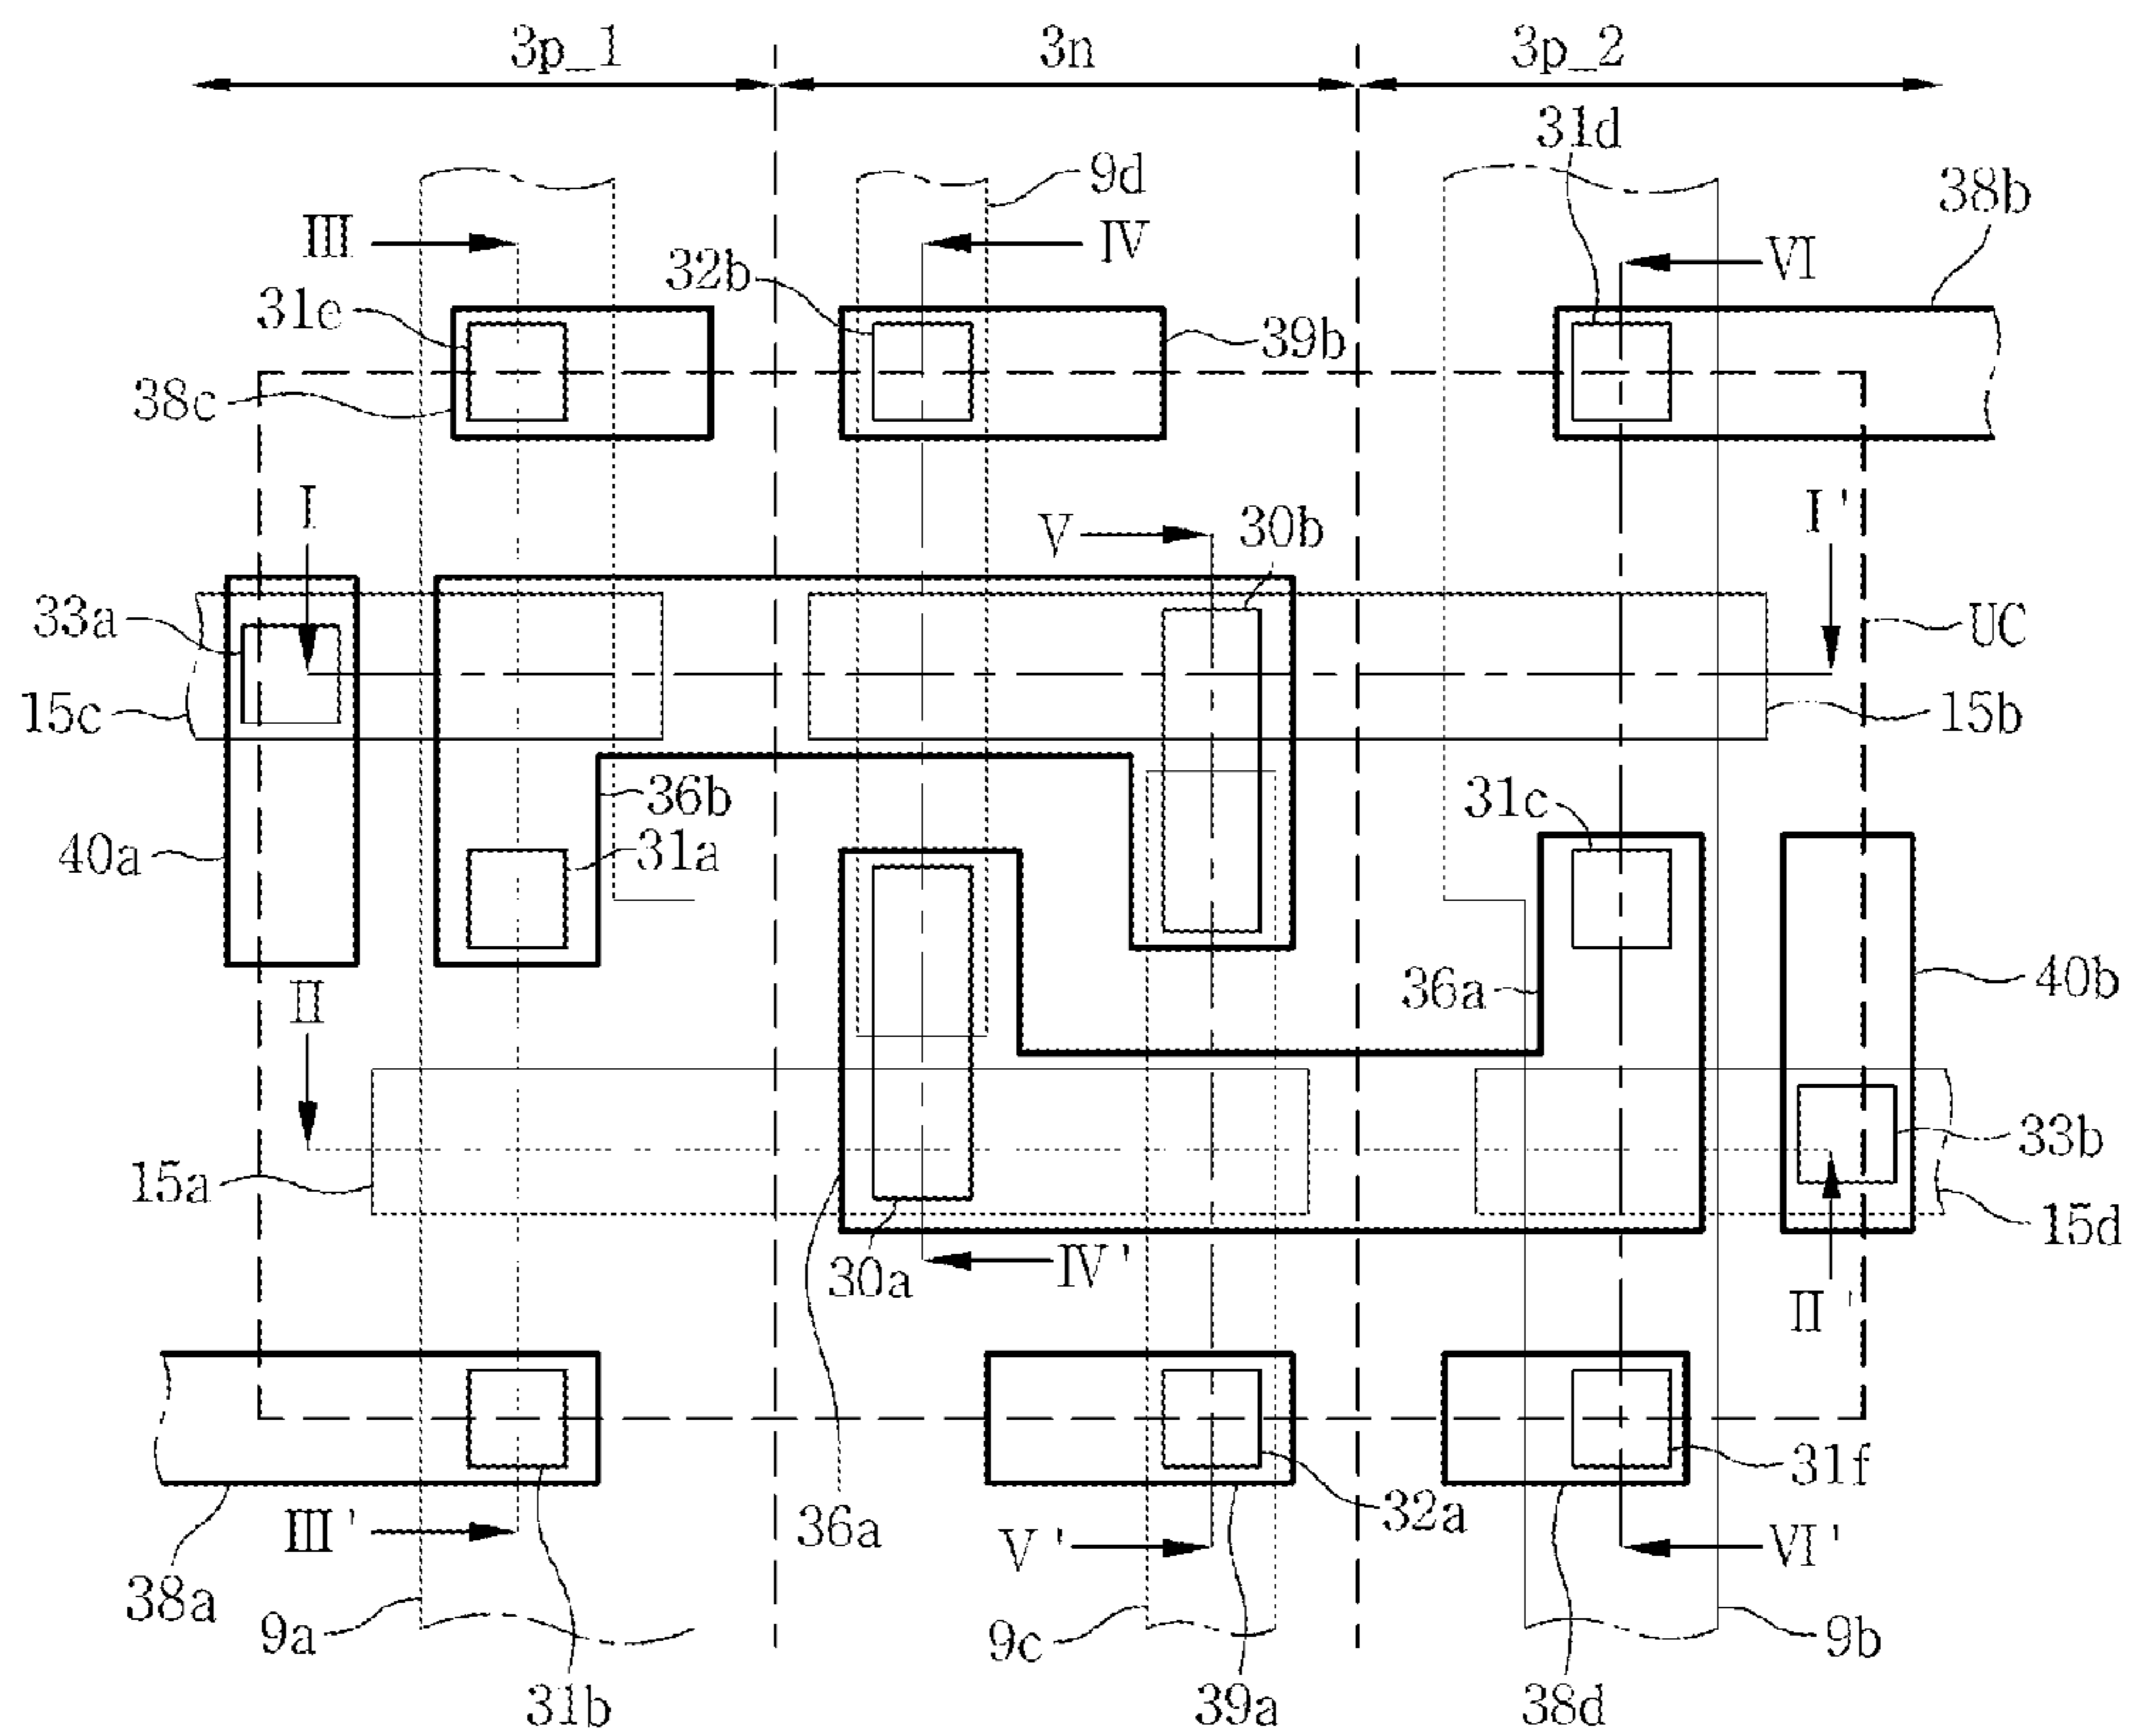 3p_1 3n 3p_2
31d
9d
38b
III IV
32b VI
31e
39b
38c
I I'
V 30b
33a
UC
15c 15b
36b 31c
40a 31a
36a 40b
II
33b
15a
15d
30a IV'
II'
31f
36a 32a
III' V' VI'
38a
9a 9c 9b
31b 39a 38d